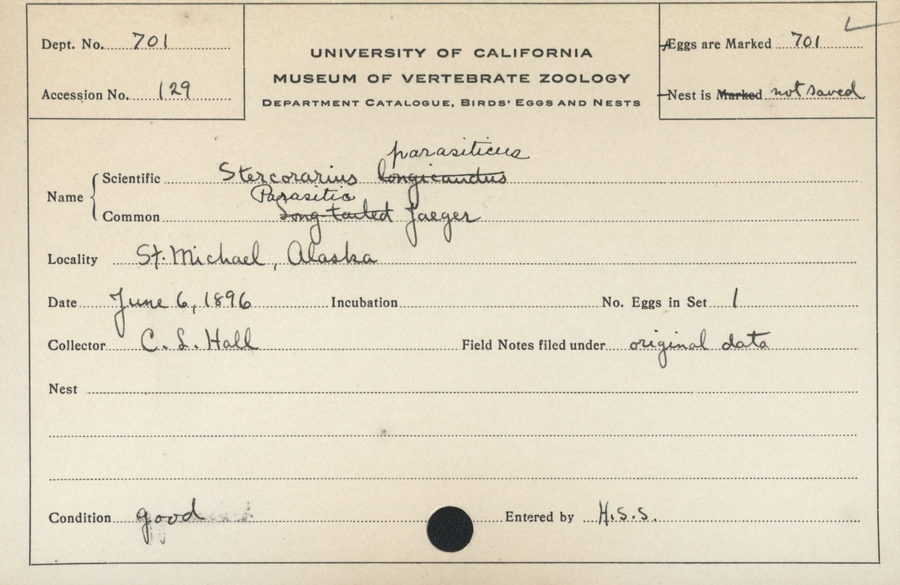 Dept. No. 701
Accession No. 129
UNIVERSITY OF CALIFORNIA
MUSEUM OF VERTEBRATE ZOOLOGY
DEPARTMENT CATALOGUE, BIRDS' EGGS AND NESTS
Eggs are Marked 701
Nest is Marked not saved
parasiticus
Name Scientific Stercorarius longicaudus
Parasitic
Common Long-tailed Jaeger
Locality St. Michael, Alaska
Date June 6, 1896 Incubation No. Eggs in Set 1
Collector C. L. Hall Field Notes filed under original data
Nest
Condition good Entered by H.S.S.